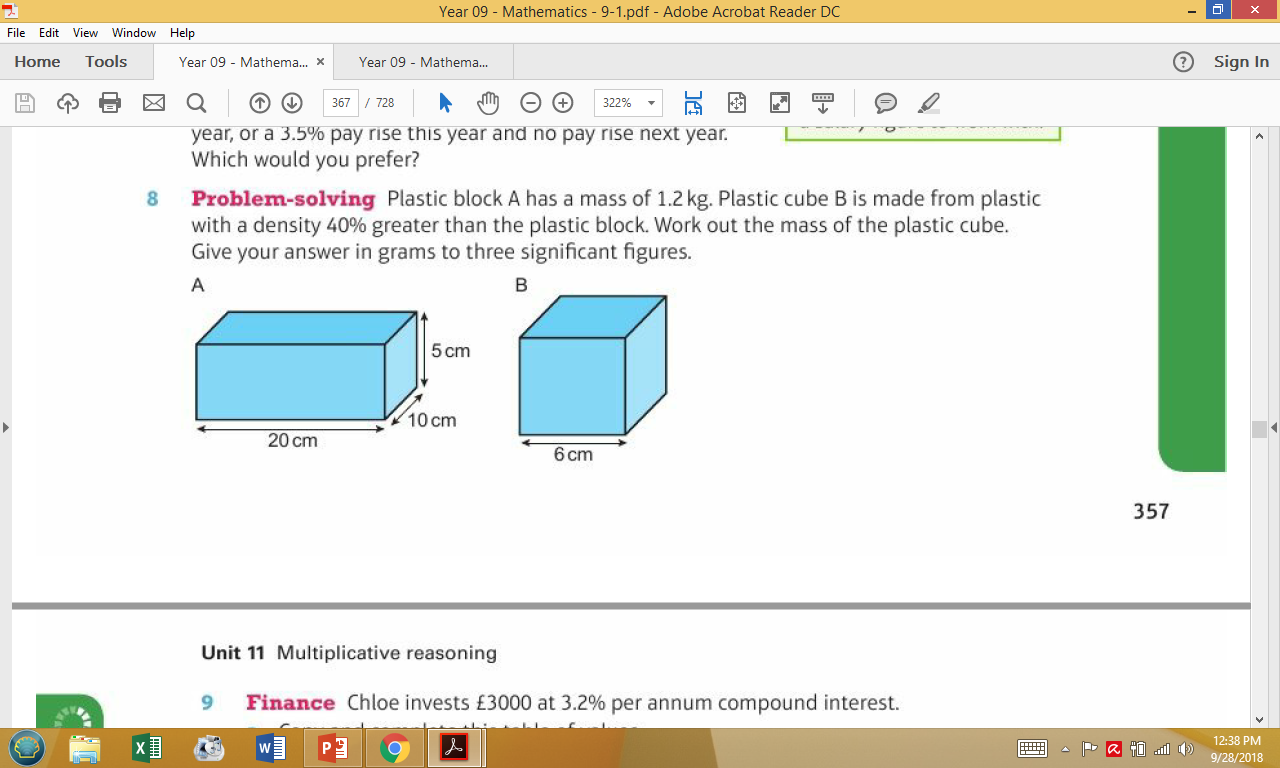 Year 09 - Mathematics - 9-1.pdf - Adobe Acrobat Reader DC
File Edit View Window Help
Home Tools Year 09 - Mathema... × Year 09 - Mathema... ? Sign In
367 / 728 322%
year, or a 3.5% pay rise this year and no pay rise next year.
Which would you prefer?
8 Problem-solving Plastic block A has a mass of 1.2 kg. Plastic cube B is made from plastic
with a density 40% greater than the plastic block. Work out the mass of the plastic cube.
Give your answer in grams to three significant figures.
A B
5 cm
10 cm
20 cm
6 cm
357
Unit 11 Multiplicative reasoning
9 Finance Chloe invests £3000 at 3.2% per annum compound interest.
12:38 PM
9/28/2018